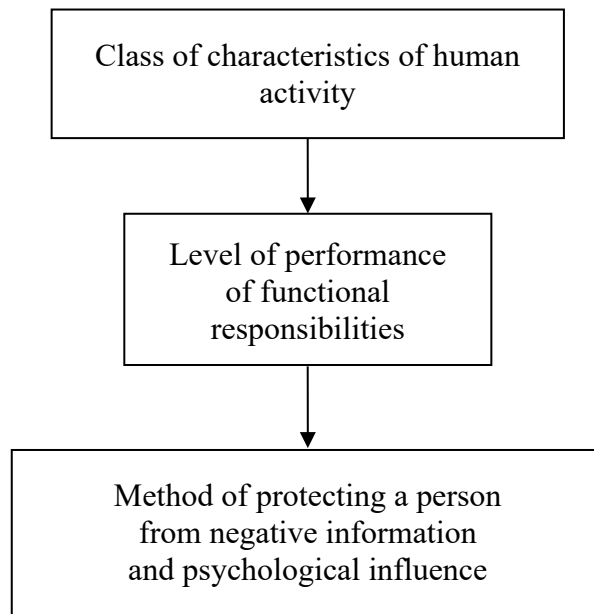 Class of characteristics of human
activity
Level of performance
of functional
responsibilities
Method of protecting a person
from negative information
and psychological influence